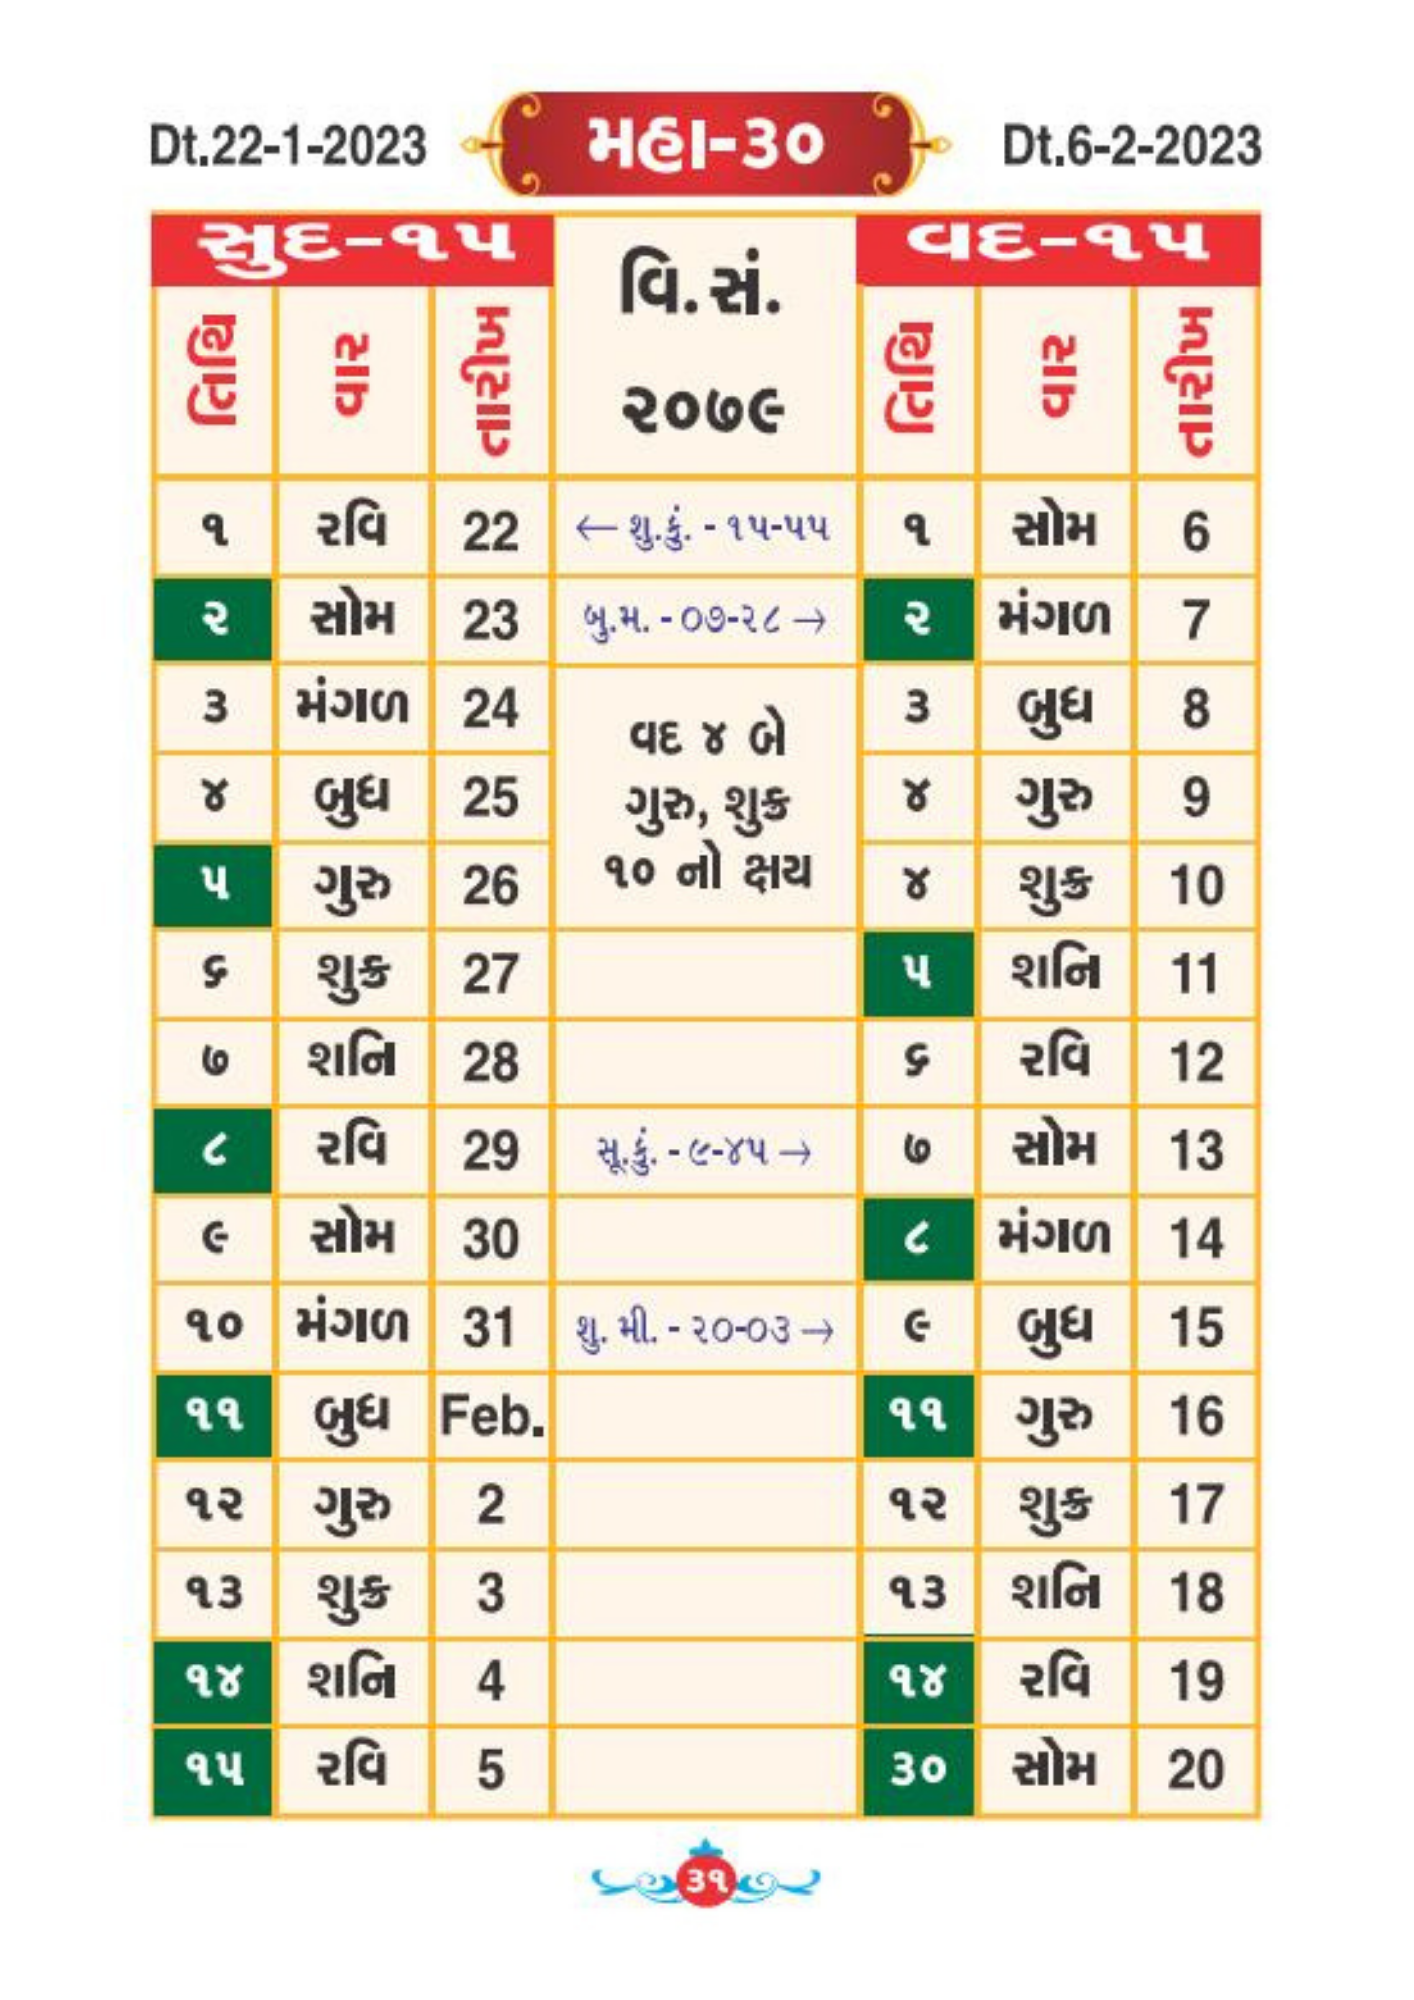 Dt.22-1-2023 મહા-૩૦ Dt.6-2-2023
સુદ-૧૫ વિ.સં. ૨૦૭૯ વદ-૧૫
તિથિ વાર તારીખ તિથિ વાર તારીખ
૧ રવિ 22 ← શુ.કું. - ૧૫-૫૫ ૧ સોમ 6
૨ સોમ 23 બુ.મ. - ૦૭-૨૮ → ૨ મંગળ 7
૩ મંગળ 24 વદ ૪ બે ૩ બુધ 8
૪ બુધ 25 ગુરુ, શુક્ર ૪ ગુરુ 9
૫ ગુરુ 26 ૧૦ નો ક્ષય ૪ શુક્ર 10
૬ શુક્ર 27 ૫ શનિ 11
૭ શનિ 28 ૬ રવિ 12
૮ રવિ 29 સૂ.કું. - ૯-૪૫ → ૭ સોમ 13
૯ સોમ 30 ૮ મંગળ 14
૧૦ મંગળ 31 શુ. મી. - ૨૦-૦૩ → ૯ બુધ 15
૧૧ બુધ Feb. ૧૧ ગુરુ 16
૧૨ ગુરુ 2 ૧૨ શુક્ર 17
૧૩ શુક્ર 3 ૧૩ શનિ 18
૧૪ શનિ 4 ૧૪ રવિ 19
૧૫ રવિ 5 ૩૦ સોમ 20
૩૧